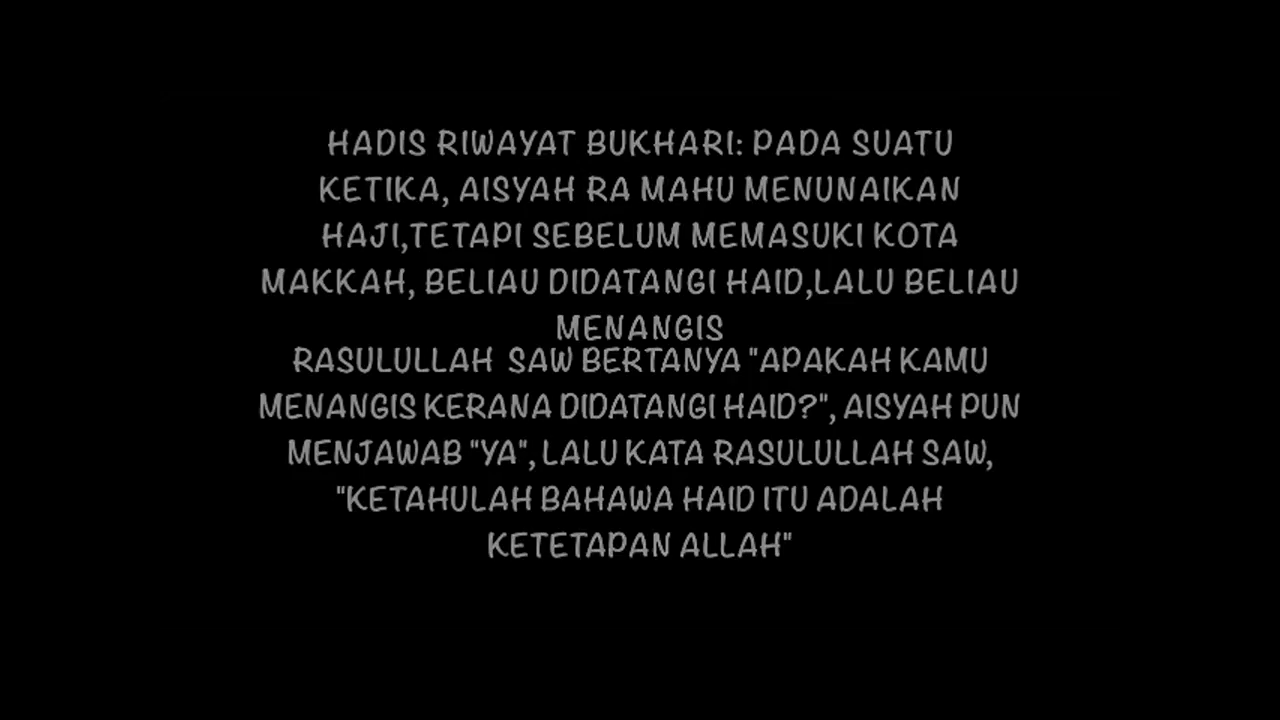 HADIS RIWAYAT BUKHARI: PADA SUATU
KETIKA, AISYAH RA MAHU MENUNAIKAN
HAJI,TETAPI SEBELUM MEMASUKI KOTA
MAKKAH, BELIAU DIDATANGI HAID,LALU BELIAU
MENANGIS
RASULULLAH SAW BERTANYA "APAKAH KAMU
MENANGIS KERANA DIDATANGI HAID?", AISYAH PUN
MENJAWAB "YA", LALU KATA RASULULLAH SAW,
"KETAHULAH BAHAWA HAID ITU ADALAH
KETETAPAN ALLAH"